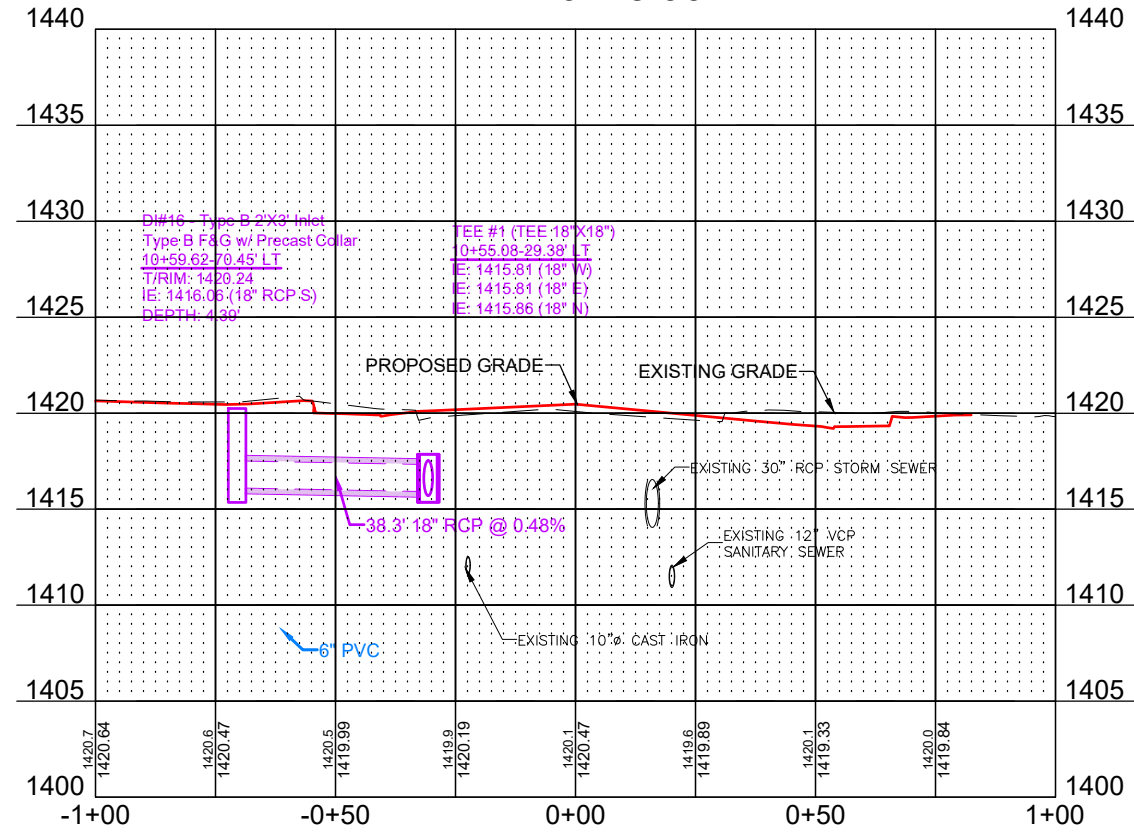 1440
1440
1435
1435
1430
1430
DI#16 - Type B 2'X3' Inlet
Type B F&G w/ Precast Collar
10+59.62-70.45' LT
T/RIM: 1420.24
IE: 1416.06 (18" RCP S)
DEPTH: 4.39'
TEE #1 (TEE 18"X18")
10+55.08-29.38' LT
IE: 1415.81 (18" W)
IE: 1415.81 (18" E)
IE: 1415.86 (18" N)
1425
1425
PROPOSED GRADE
EXISTING GRADE
1420
1420
EXISTING 30" RCP STORM SEWER
1415
1415
38.3' 18" RCP @ 0.48%
EXISTING 12" VCP
SANITARY SEWER
1410
1410
EXISTING 10"ø CAST IRON
6" PVC
1405
1405
1420.7
1420.64
1420.6
1420.47
1420.5
1419.99
1419.9
1420.19
1420.1
1420.47
1419.6
1419.89
1420.1
1419.33
1420.0
1419.84
1400
1400
-1+00
-0+50
0+00
0+50
1+00